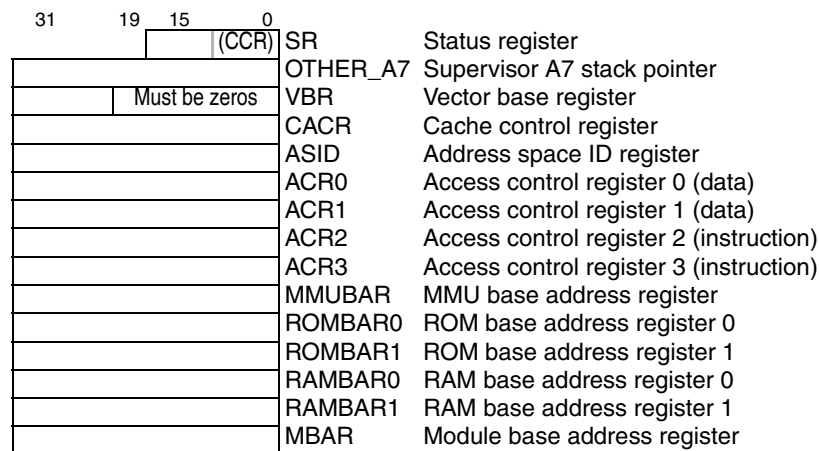 31 19 15 0
(CCR) SR Status register
OTHER_A7 Supervisor A7 stack pointer
Must be zeros VBR Vector base register
CACR Cache control register
ASID Address space ID register
ACR0 Access control register 0 (data)
ACR1 Access control register 1 (data)
ACR2 Access control register 2 (instruction)
ACR3 Access control register 3 (instruction)
MMUBAR MMU base address register
ROMBAR0 ROM base address register 0
ROMBAR1 ROM base address register 1
RAMBAR0 RAM base address register 0
RAMBAR1 RAM base address register 1
MBAR Module base address register